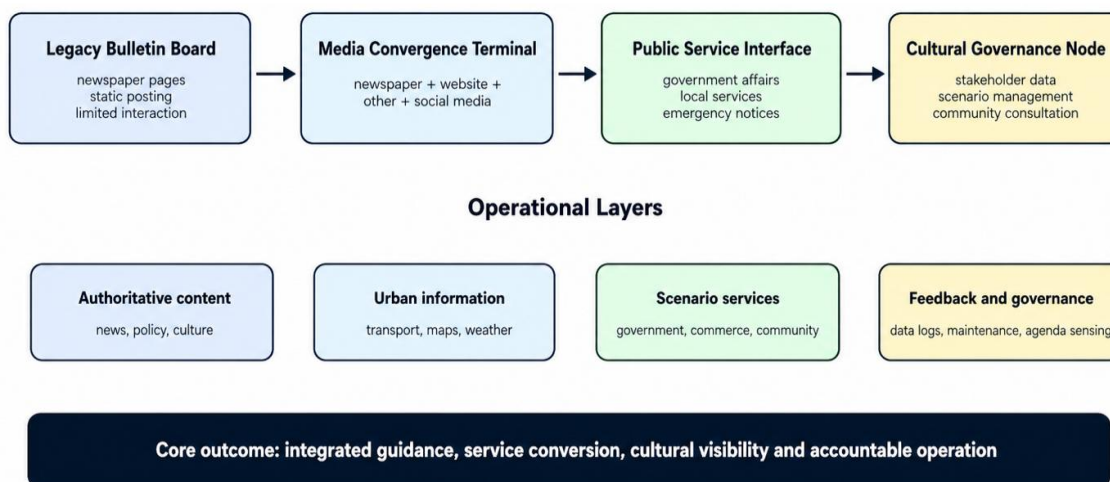 Legacy Bulletin Board
newspaper pages
static posting
limited interaction
Media Convergence Terminal
newspaper + website +
other + social media
Public Service Interface
government affairs
local services
emergency notices
Cultural Governance Node
stakeholder data
scenario management
community consultation
Operational Layers
Authoritative content
news, policy, culture
Urban information
transport, maps, weather
Scenario services
government, commerce, community
Feedback and governance
data logs, maintenance, agenda sensing
Core outcome: integrated guidance, service conversion, cultural visibility and accountable operation